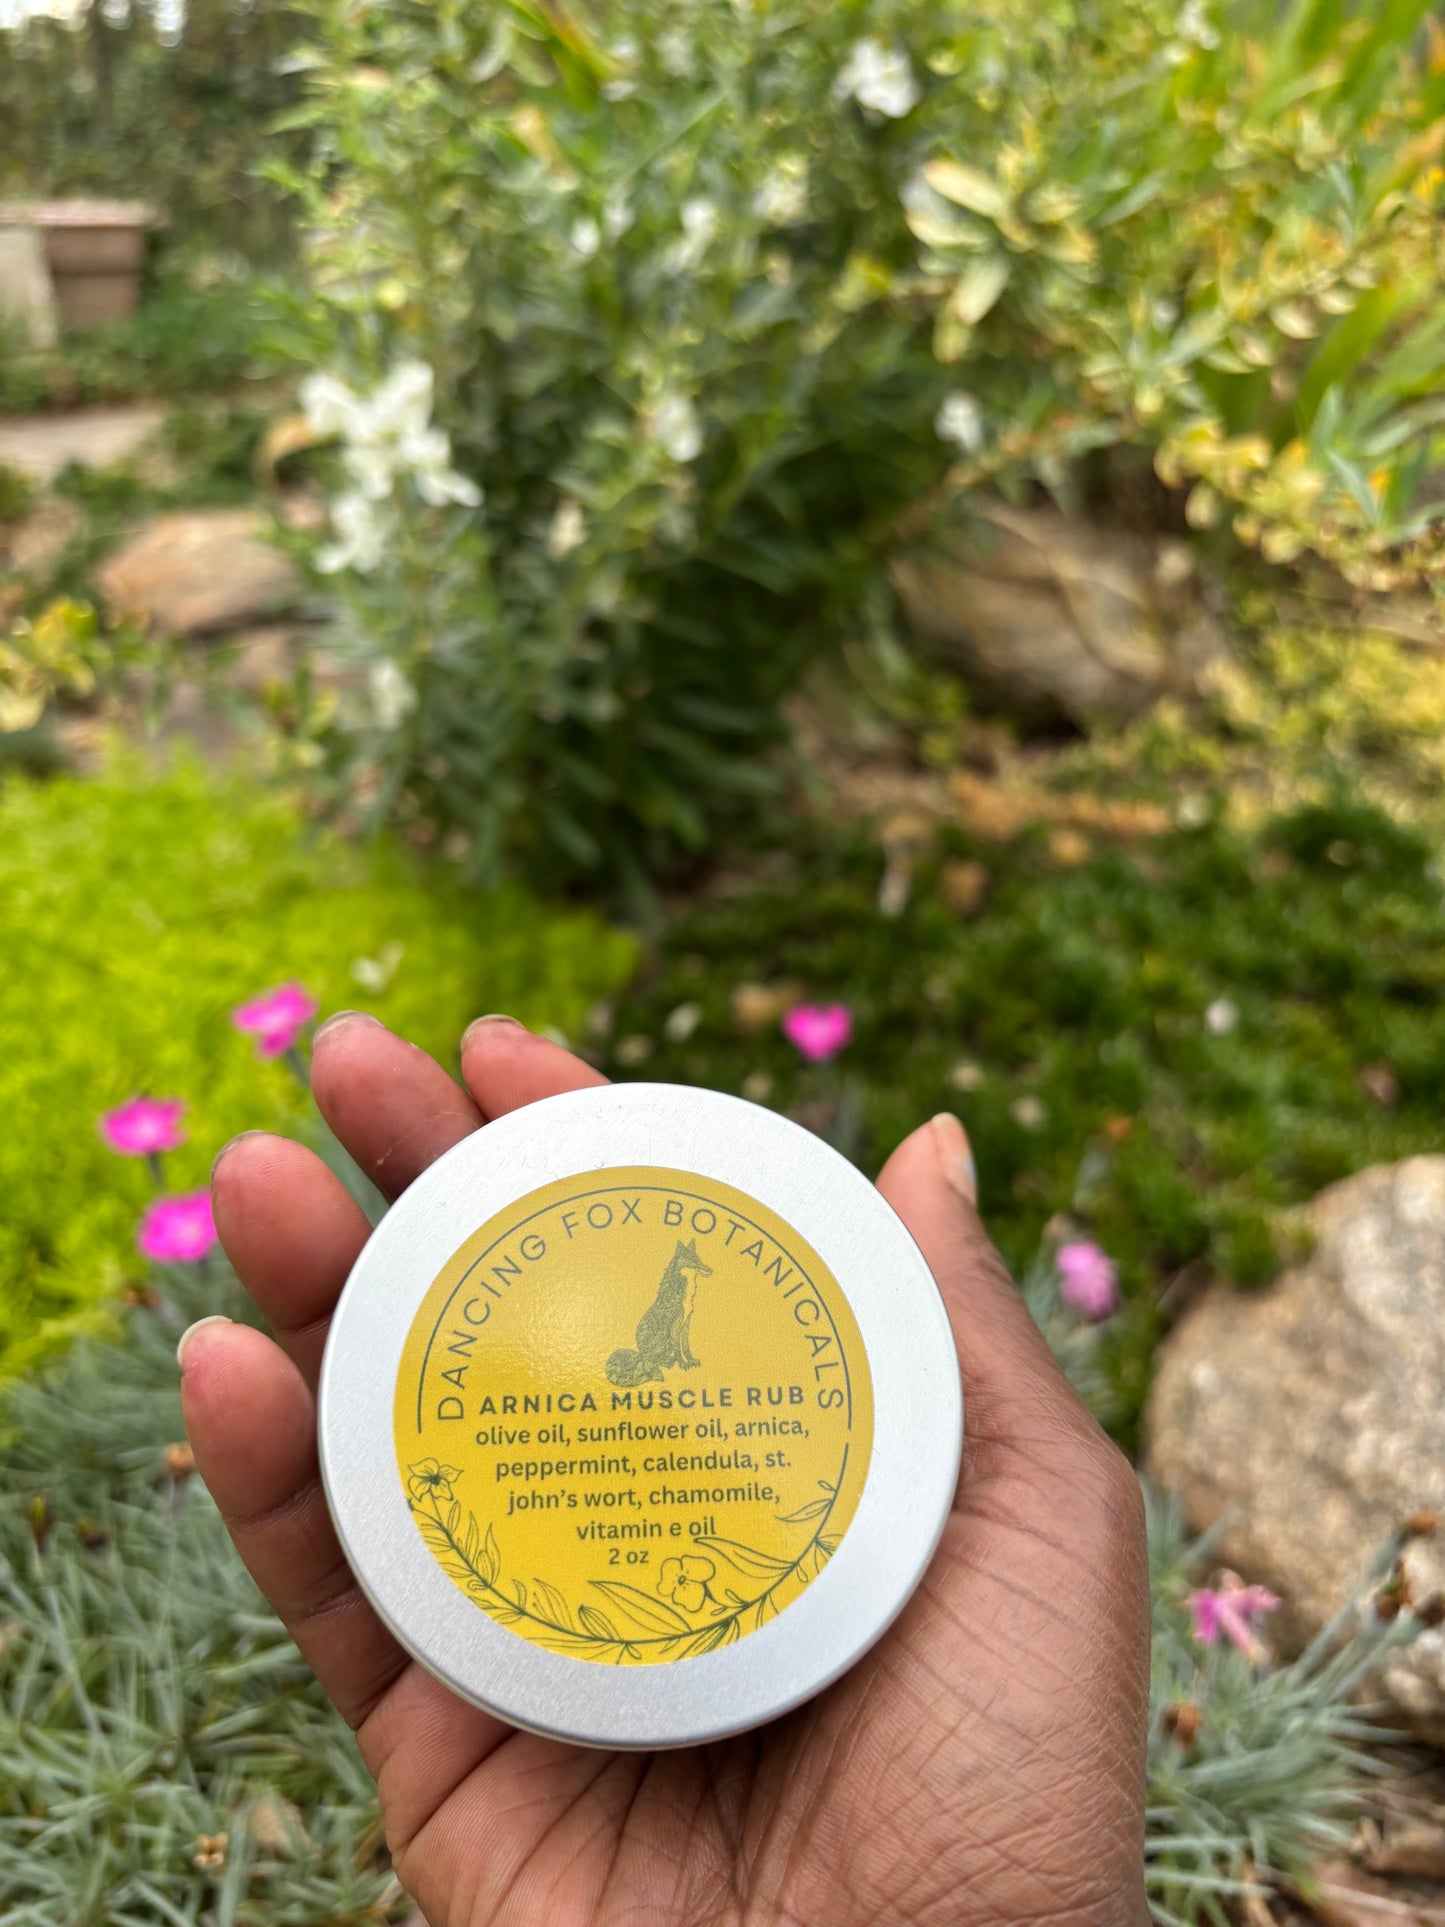 DANCING FOX BOTANICALS
ARNICA MUSCLE RUB
olive oil, sunflower oil, arnica,
peppermint, calendula, st.
john's wort, chamomile,
vitamin e oil
2 oz